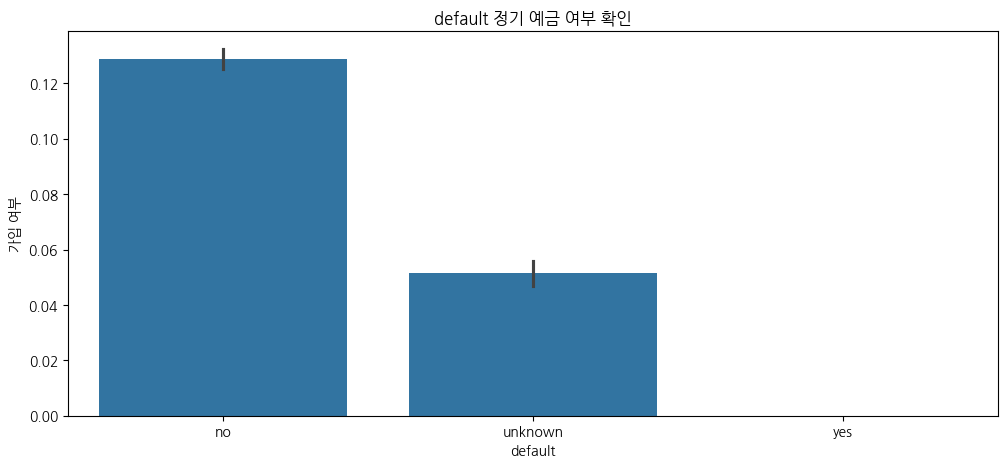 default 정기 예금 여부 확인
가입 여부
0.12
0.10
0.08
0.06
0.04
0.02
0.00
no unknown yes
default